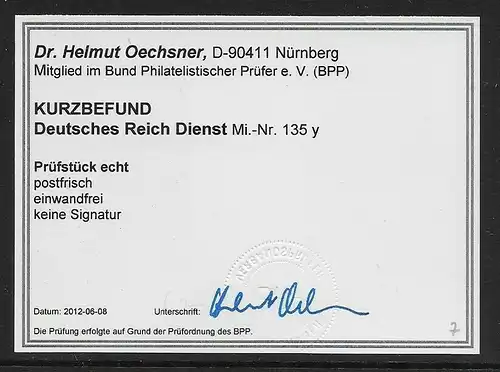 Dr. Helmut Oechsner, D-90411 Nürnberg
Mitglied im Bund Philatelistischer Prüfer e. V. (BPP)
KURZBEFUND
Deutsches Reich Dienst Mi.-Nr. 135 y
Prüfstück echt
postfrisch
einwandfrei
keine Signatur
Datum: 2012-06-08 Unterschrift:
Die Prüfung erfolgte auf Grund der Prüfordnung des BPP.
7